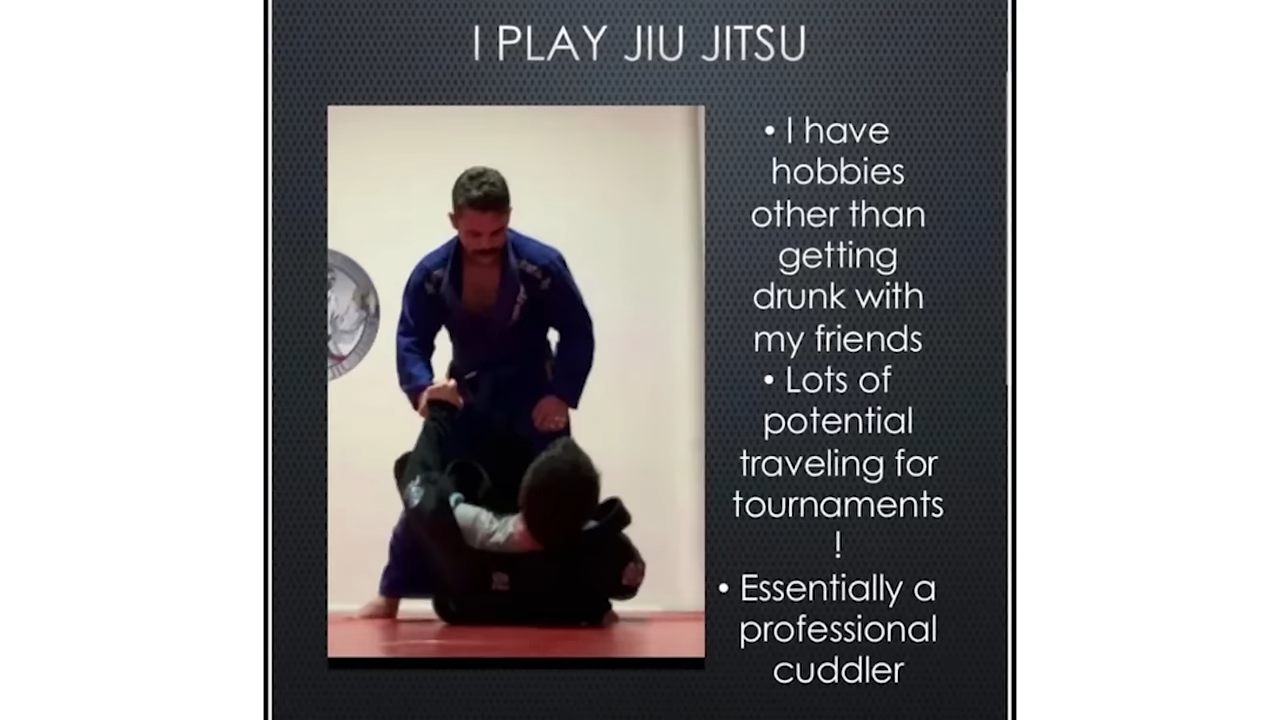 I PLAY JIU JITSU
• I have
hobbies
other than
getting
drunk with
my friends
• Lots of
potential
traveling for
tournaments
!
• Essentially a
professional
cuddler